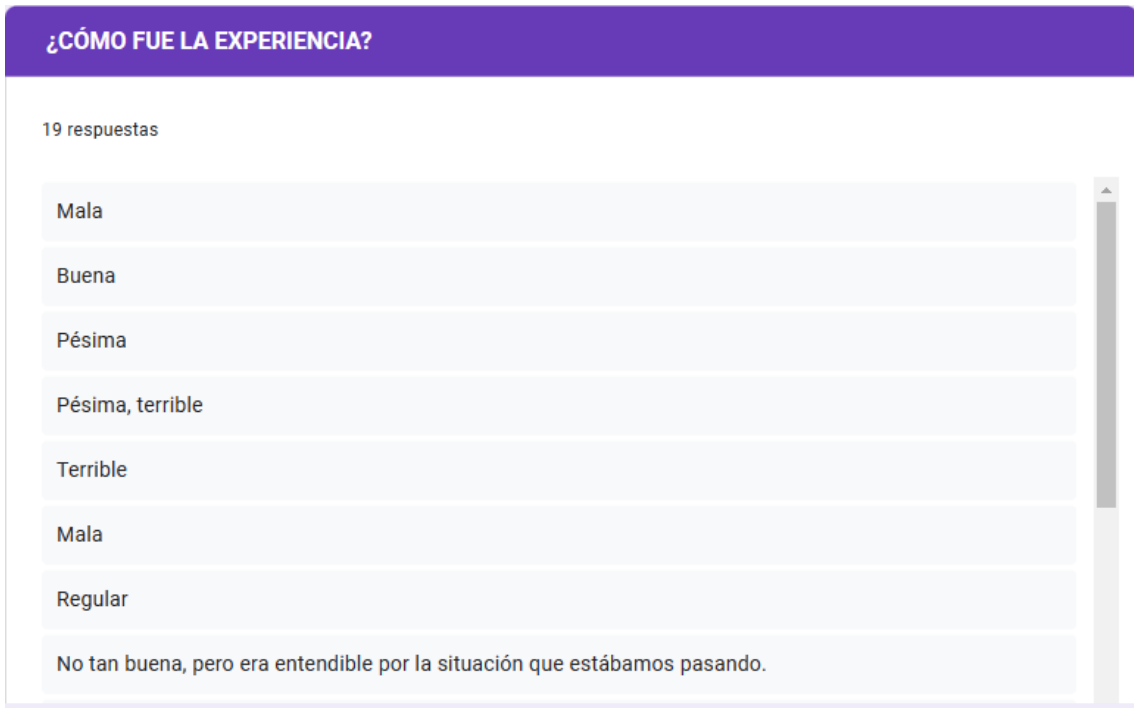 ¿CÓMO FUE LA EXPERIENCIA?
19 respuestas
Mala
Buena
Pésima
Pésima, terrible
Terrible
Mala
Regular
No tan buena, pero era entendible por la situación que estábamos pasando.